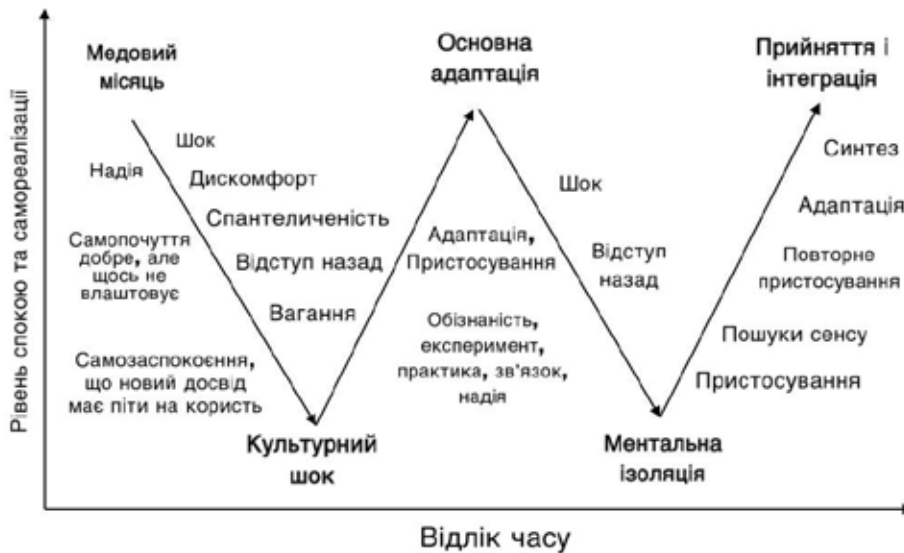 Рівень спокою та самореалізації
Медовий
місяць
Шок
Надія
Дискомфорт
Спантеличеність
Самопочуття
добре, але
щось не
влаштовує
Відступ назад
Вагання
Самозаспокоєння,
що новий досвід
має піти на користь
Культурний
шок
Основна
адаптація
Адаптація,
Пристосування
Обізнаність,
експеримент,
практика, зв'язок,
надія
Шок
Відступ
назад
Ментальна
ізоляція
Прийняття і
інтеграція
Синтез
Адаптація
Повторне
пристосування
Пошуки сенсу
Пристосування
Відлік часу